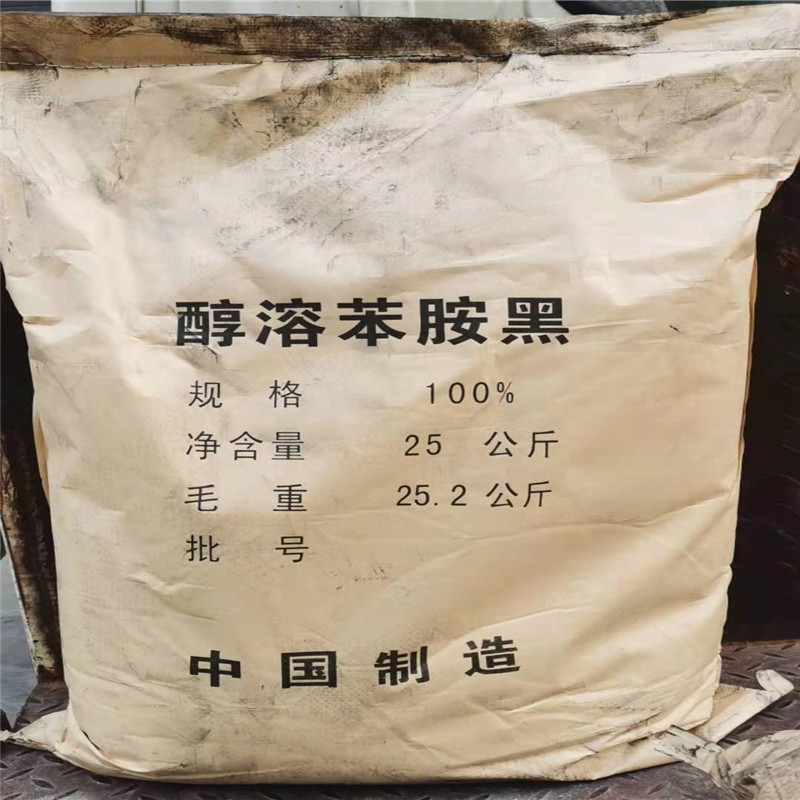 醇溶苯胺黑
规 格 100%
净含量 25 公斤
毛 重 25.2 公斤
批 号
中国制造